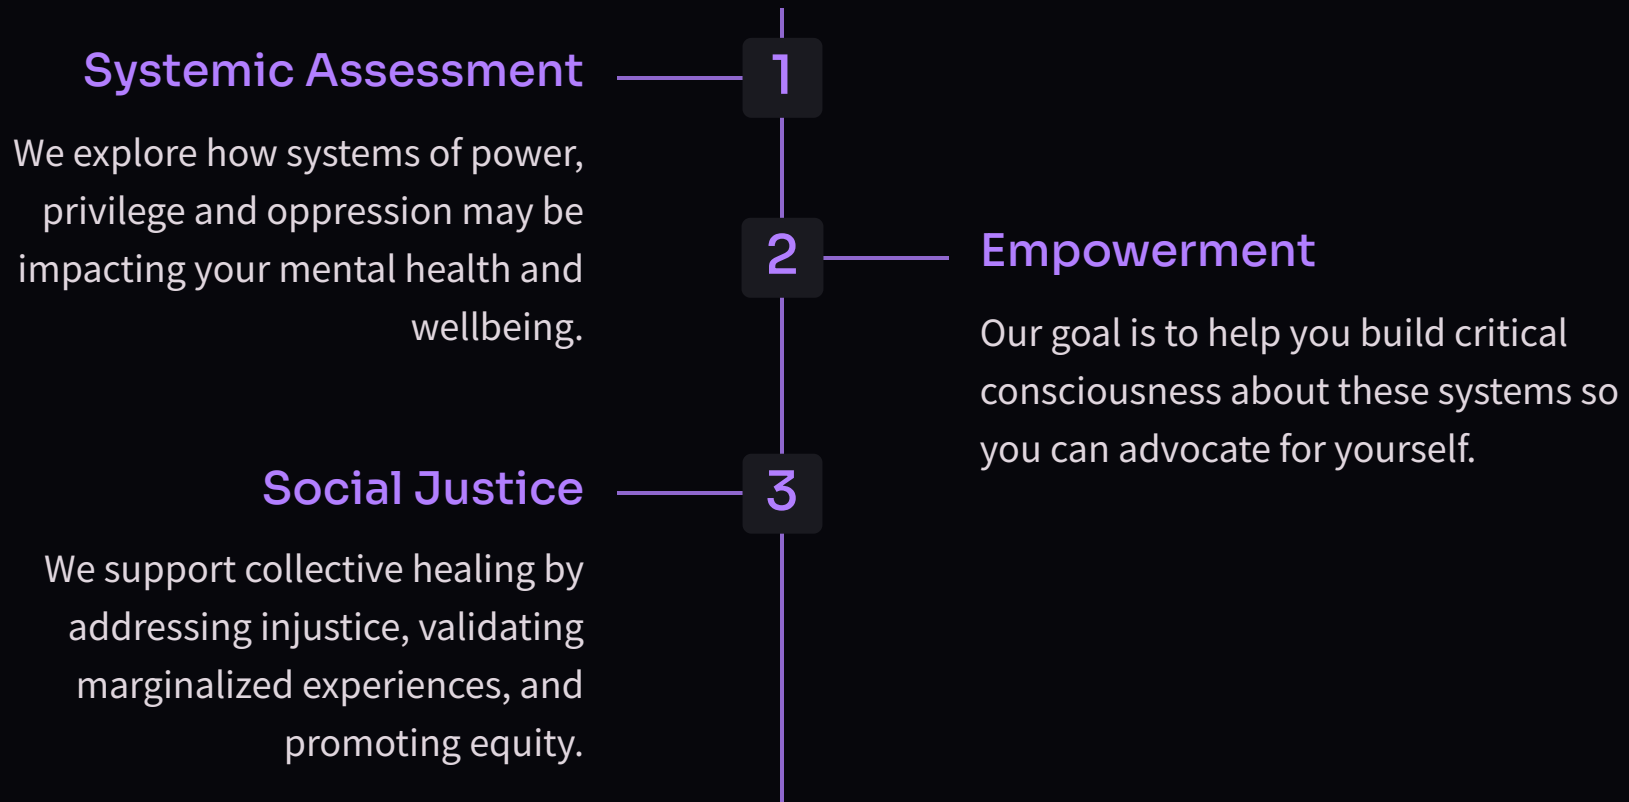 Systemic Assessment
1
We explore how systems of power,
privilege and oppression may be
impacting your mental health and
wellbeing.
2
Empowerment
Our goal is to help you build critical
consciousness about these systems so
you can advocate for yourself.
Social Justice
3
We support collective healing by
addressing injustice, validating
marginalized experiences, and
promoting equity.